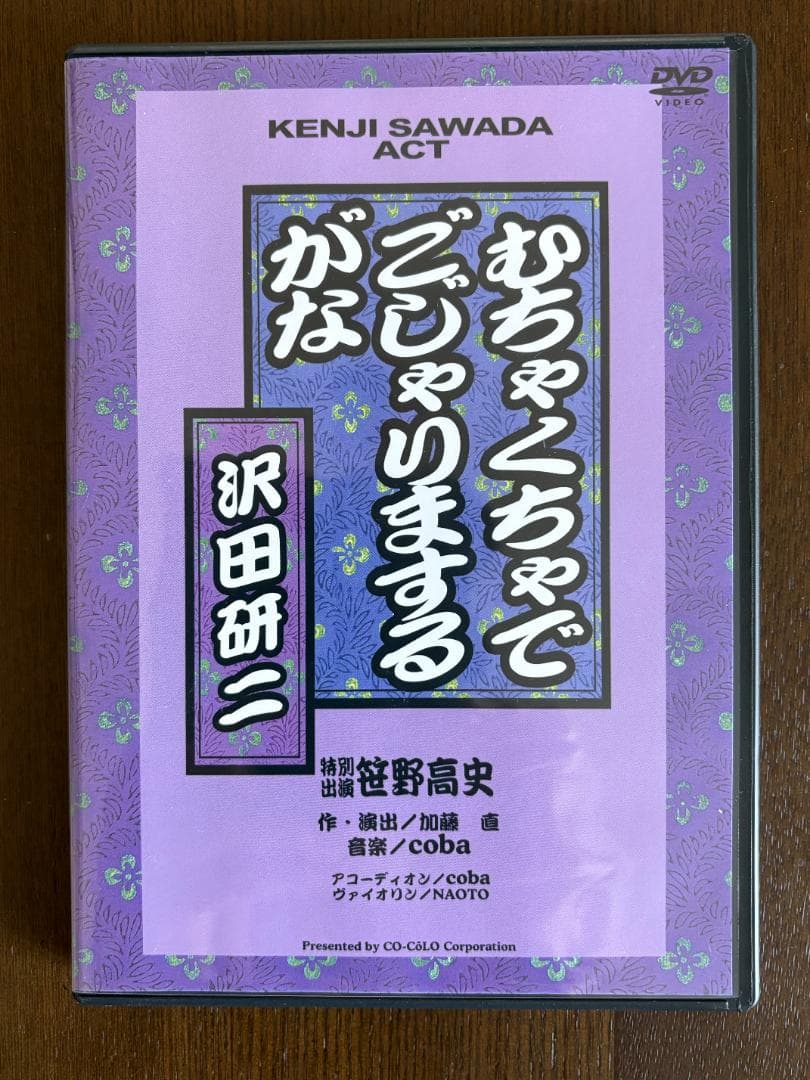 DVD
VIDEO
KENJI SAWADA
ACT
むちゃくちゃで
ごじゃりまする
がな
沢田研二
特別
出演 笹野高史
作・演出／加藤　直
音楽／coba
アコーディオン／coba
ヴァイオリン／NAOTO
Presented by CO-CōLO Corporation